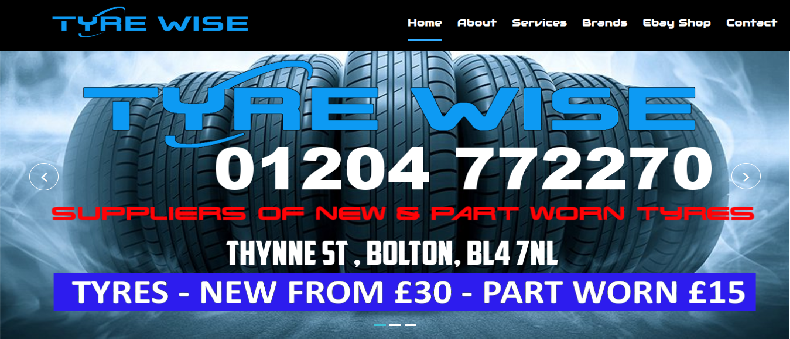 TYRE WISE
Home About Services Brands Ebay Shop Contact
TYRE WISE
01204 772270
SUPPLIERS OF NEW & PART WORN TYRES
THYNNE ST , BOLTON, BL4 7NL
TYRES - NEW FROM £30 - PART WORN £15